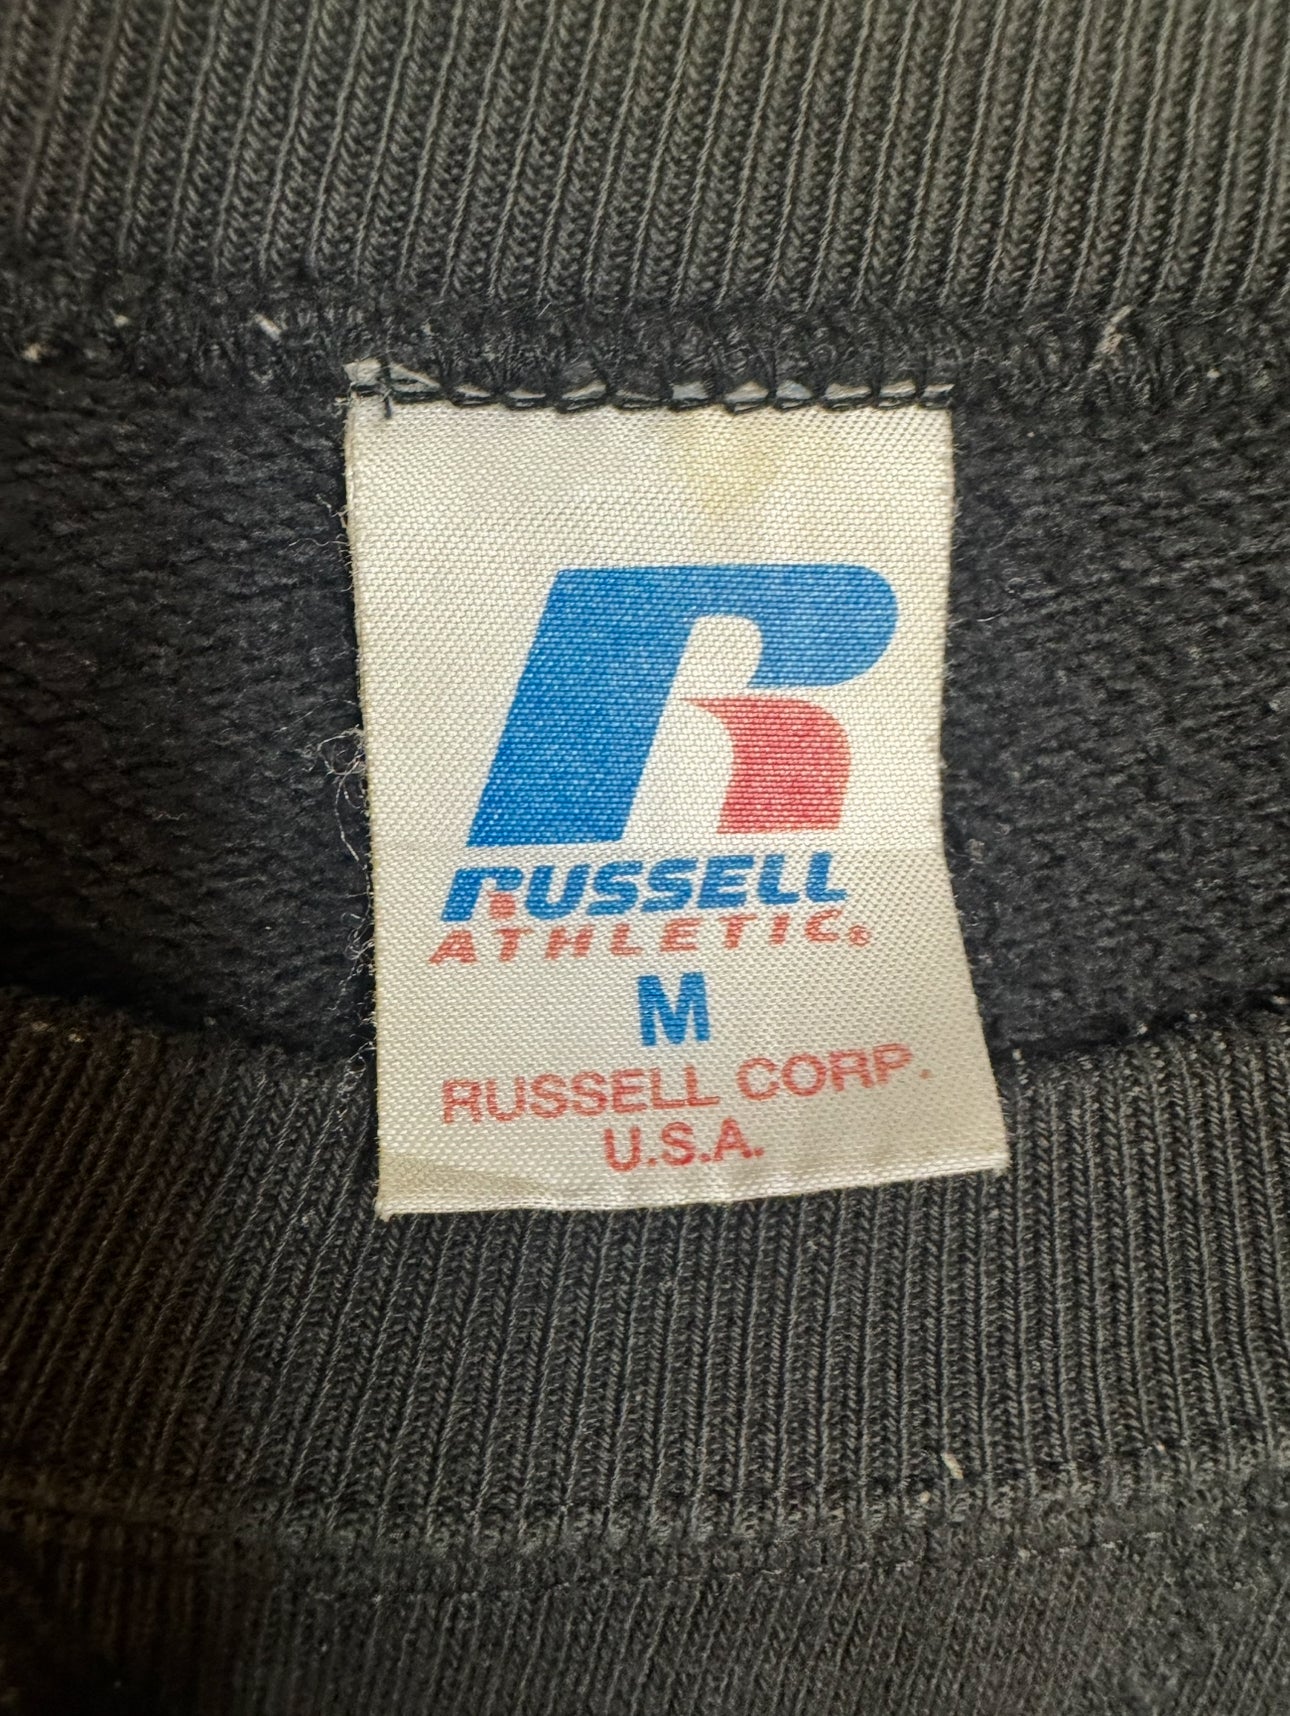 R
RUSSELL
ATHLETIC®
M
RUSSELL CORP.
U.S.A.